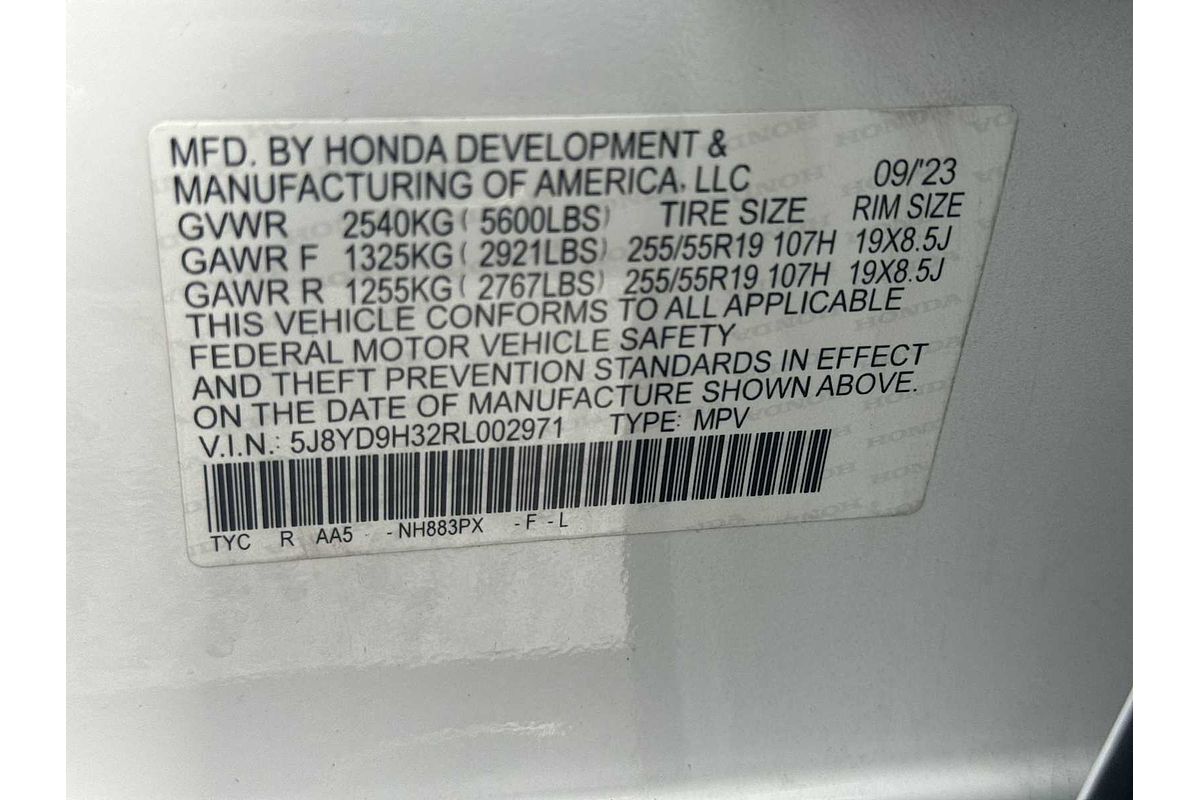 MFD. BY HONDA DEVELOPMENT &
MANUFACTURING OF AMERICA, LLC 09/'23
GVWR 2540KG ( 5600LBS) TIRE SIZE RIM SIZE
GAWR F 1325KG ( 2921LBS) 255/55R19 107H 19X8.5J
GAWR R 1255KG ( 2767LBS) 255/55R19 107H 19X8.5J
THIS VEHICLE CONFORMS TO ALL APPLICABLE
FEDERAL MOTOR VEHICLE SAFETY
AND THEFT PREVENTION STANDARDS IN EFFECT
ON THE DATE OF MANUFACTURE SHOWN ABOVE.
V.I.N.: 5J8YD9H32RL002971 TYPE: MPV
TYC R AA5 - NH883PX - F - L